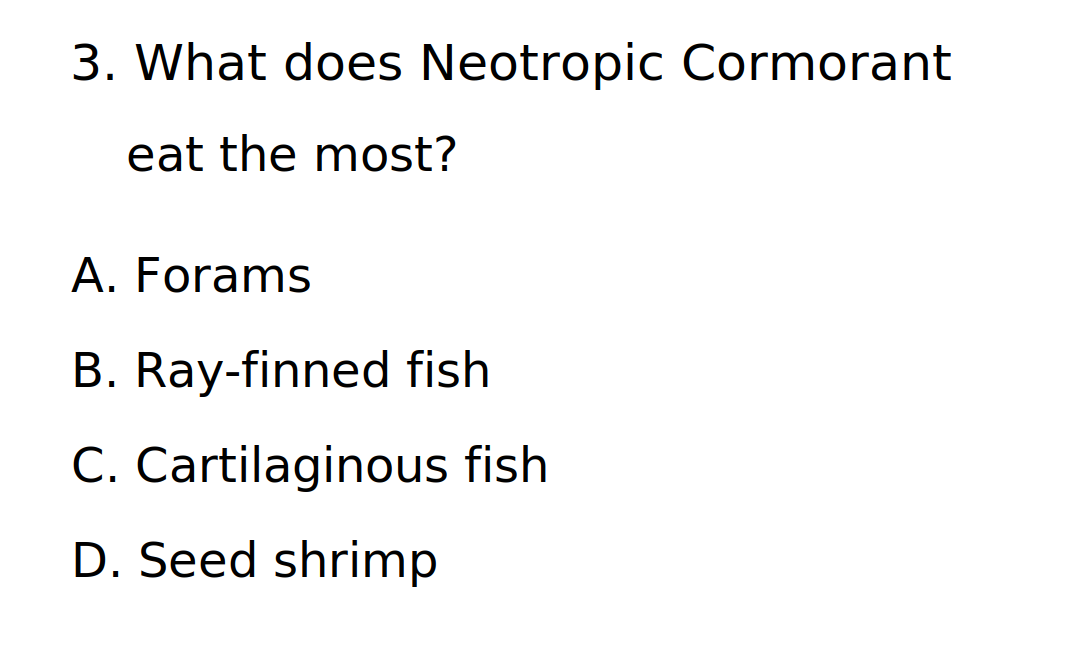 3. What does Neotropic Cormorant
eat the most?
A. Forams
B. Ray-finned fish
C. Cartilaginous fish
D. Seed shrimp